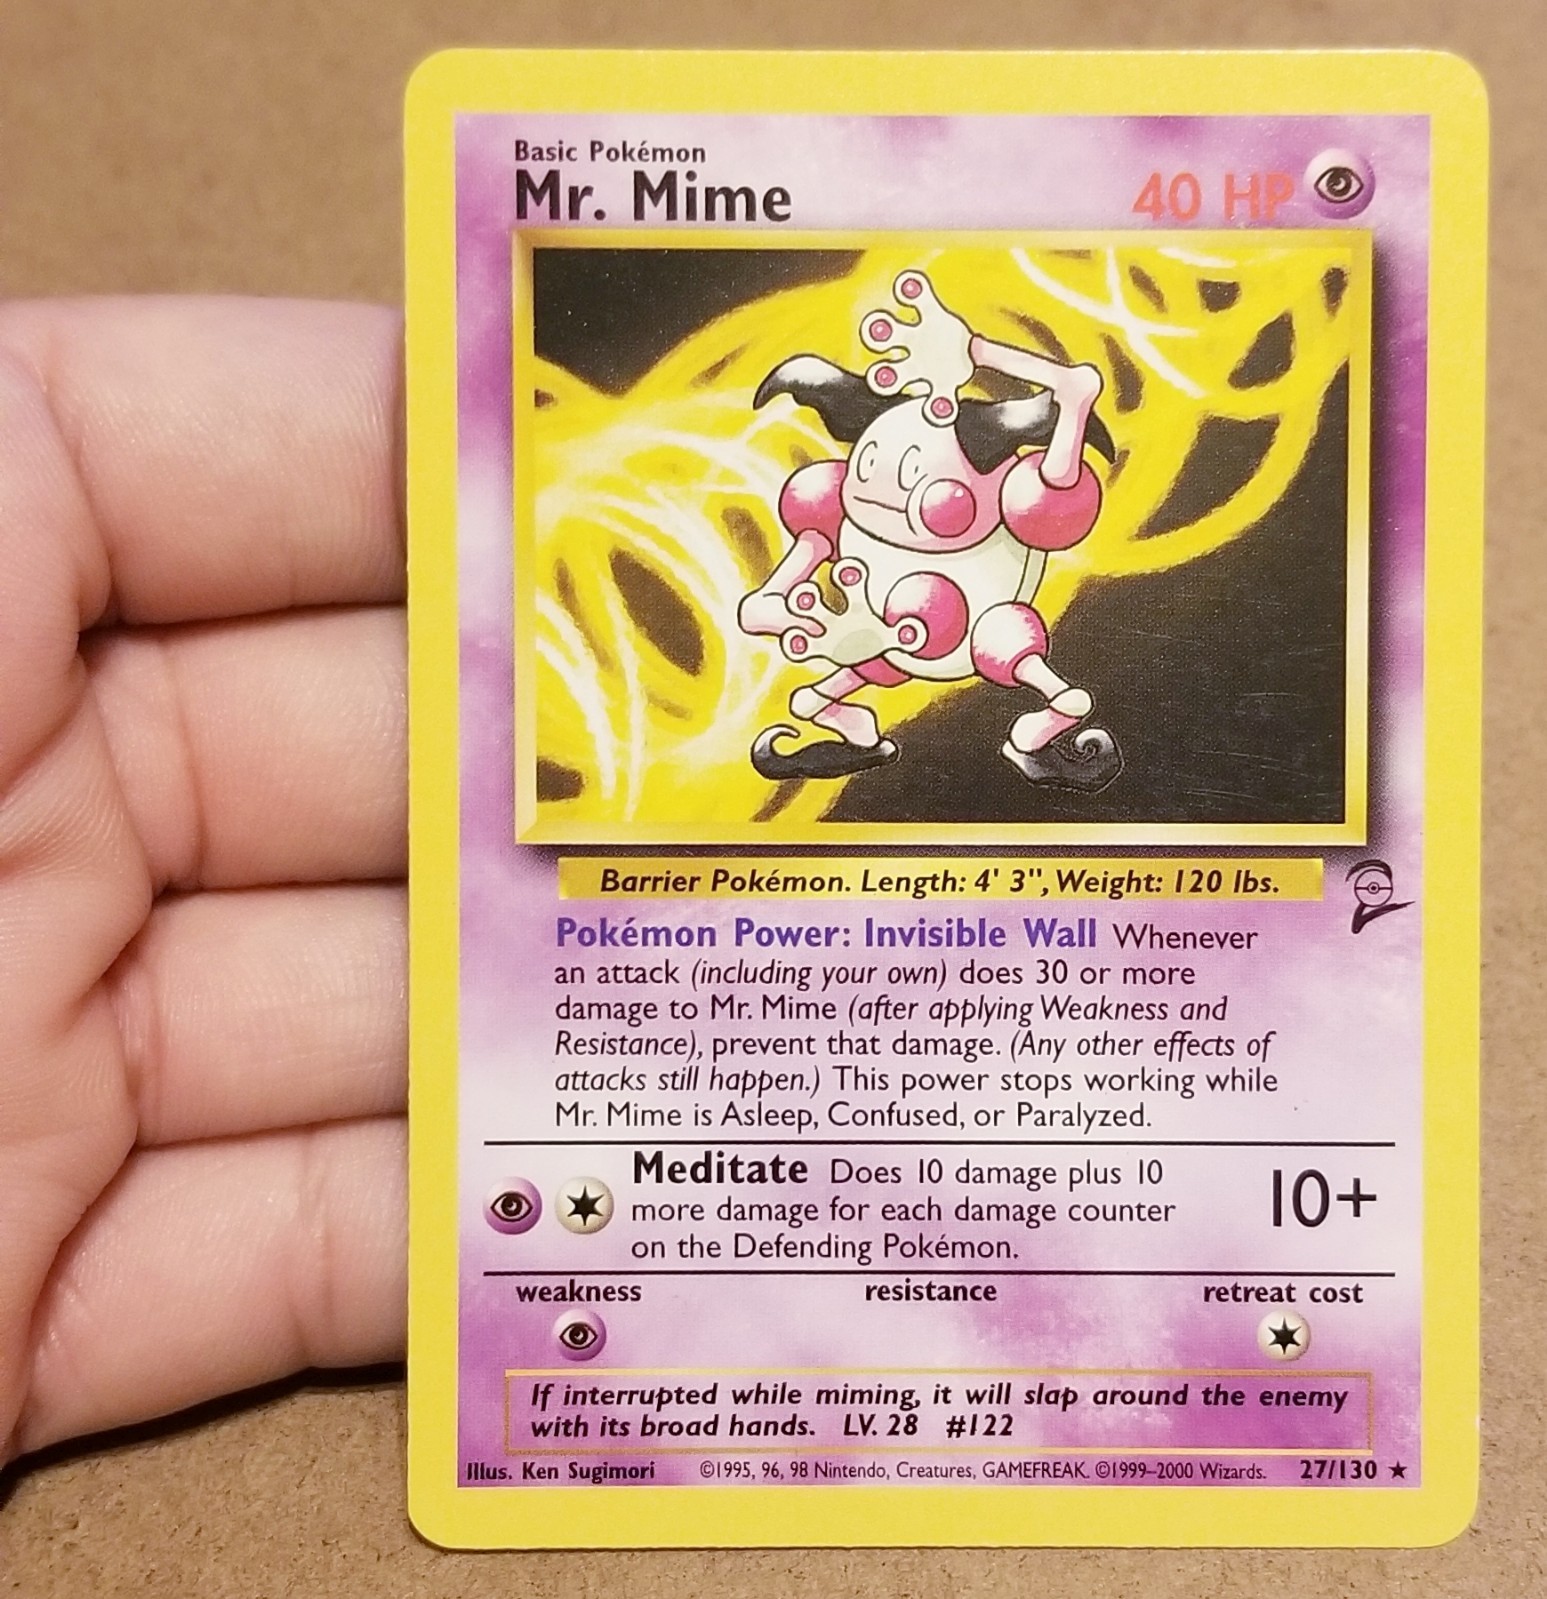 Basic Pokémon
Mr. Mime
40 HP
Barrier Pokémon. Length: 4' 3", Weight: 120 lbs.
Pokémon Power: Invisible Wall Whenever
an attack (including your own) does 30 or more
damage to Mr. Mime (after applying Weakness and
Resistance), prevent that damage. (Any other effects of
attacks still happen.) This power stops working while
Mr. Mime is Asleep, Confused, or Paralyzed.
Meditate Does 10 damage plus 10
more damage for each damage counter
on the Defending Pokémon.
10+
weakness
resistance
retreat cost
If interrupted while miming, it will slap around the enemy
with its broad hands. LV. 28 #122
Illus. Ken Sugimori
©1995, 96, 98 Nintendo, Creatures, GAMEFREAK. ©1999–2000 Wizards.
27/130 ★